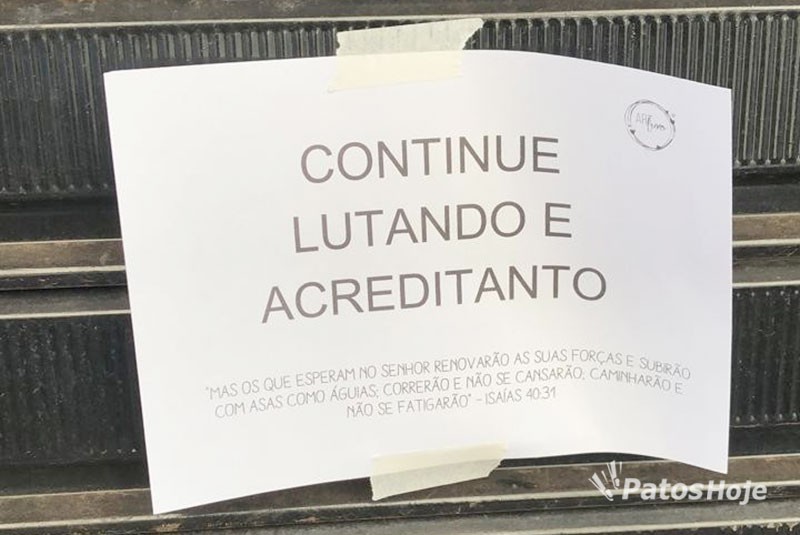 CONTINUE
LUTANDO E
ACREDITANTO
"MAS OS QUE ESPERAM NO SENHOR RENOVARÃO AS SUAS FORÇAS E SUBIRÃO
COM ASAS COMO ÁGUIAS; CORRERÃO E NÃO SE CANSARÃO; CAMINHARÃO E
NÃO SE FATIGARÃO" - ISAÍAS 40:31
PatosHoje